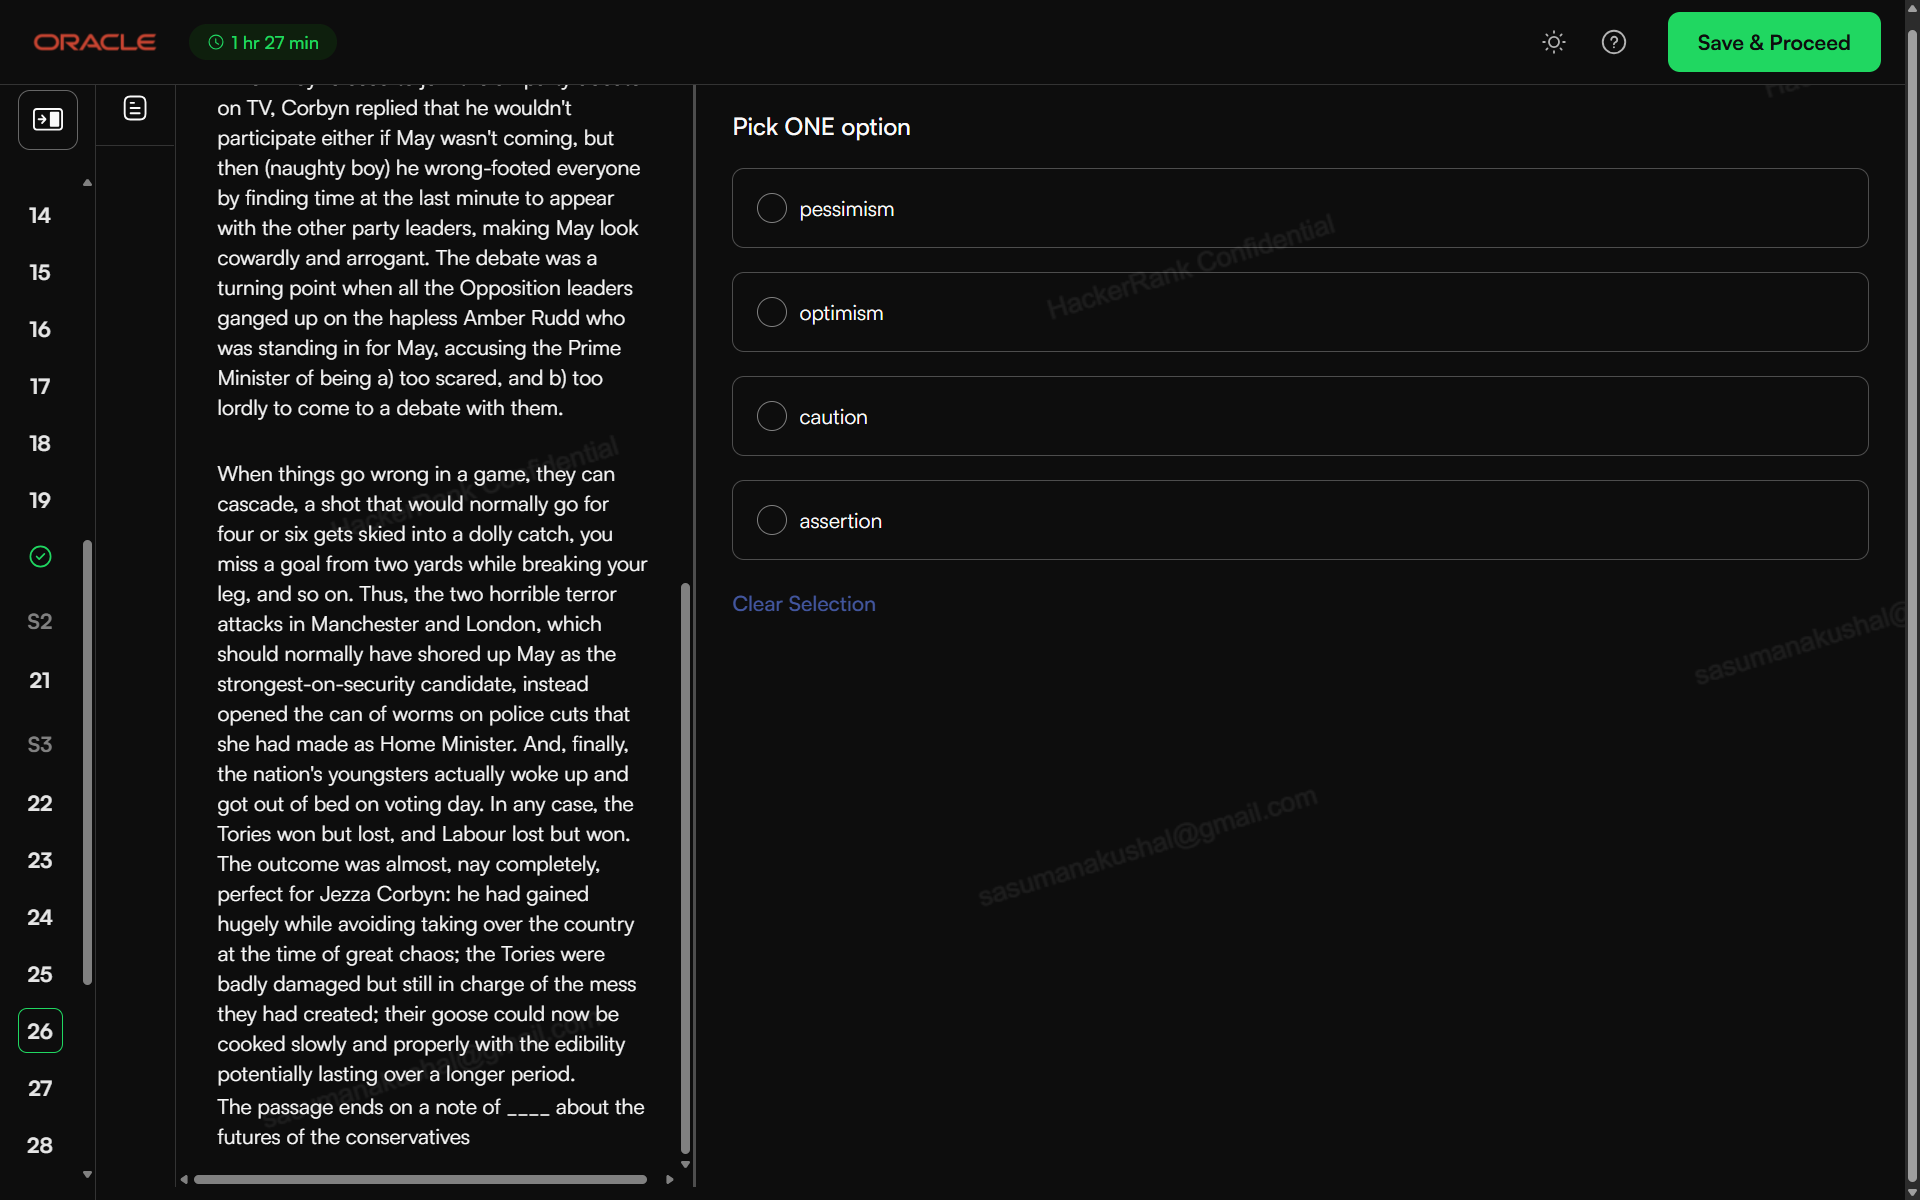 ORACLE
1 hr 27 min
Save & Proceed
14
15
16
17
18
19
S2
21
S3
22
23
24
25
26
27
28
on TV, Corbyn replied that he wouldn't
participate either if May wasn't coming, but
then (naughty boy) he wrong-footed everyone
by finding time at the last minute to appear
with the other party leaders, making May look
cowardly and arrogant. The debate was a
turning point when all the Opposition leaders
ganged up on the hapless Amber Rudd who
was standing in for May, accusing the Prime
Minister of being a) too scared, and b) too
lordly to come to a debate with them.
When things go wrong in a game, they can
cascade, a shot that would normally go for
four or six gets skied into a dolly catch, you
miss a goal from two yards while breaking your
leg, and so on. Thus, the two horrible terror
attacks in Manchester and London, which
should normally have shored up May as the
strongest-on-security candidate, instead
opened the can of worms on police cuts that
she had made as Home Minister. And, finally,
the nation's youngsters actually woke up and
got out of bed on voting day. In any case, the
Tories won but lost, and Labour lost but won.
The outcome was almost, nay completely,
perfect for Jezza Corbyn: he had gained
hugely while avoiding taking over the country
at the time of great chaos; the Tories were
badly damaged but still in charge of the mess
they had created; their goose could now be
cooked slowly and properly with the edibility
potentially lasting over a longer period.
The passage ends on a note of ____ about the
futures of the conservatives
Pick ONE option
pessimism
optimism
caution
assertion
Clear Selection
HackerRank Confidential
HackerRank Confidential
sasumanakushal@
sasumanakushal@gmail.com
sasumanakushal@gmail.com